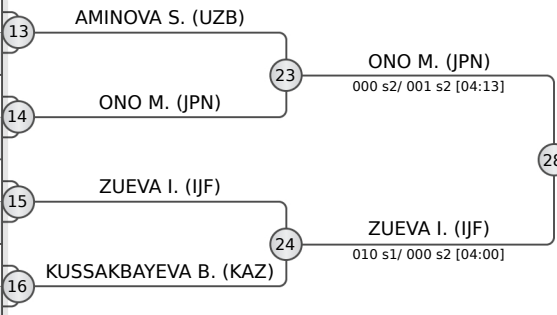 AMINOVA S. (UZB)
13
ONO M. (JPN)
23
000 s2/ 001 s2 [04:13]
ONO M. (JPN)
14
28
ZUEVA I. (IJF)
15
ZUEVA I. (IJF)
24
010 s1/ 000 s2 [04:00]
KUSSAKBAYEVA B. (KAZ)
16